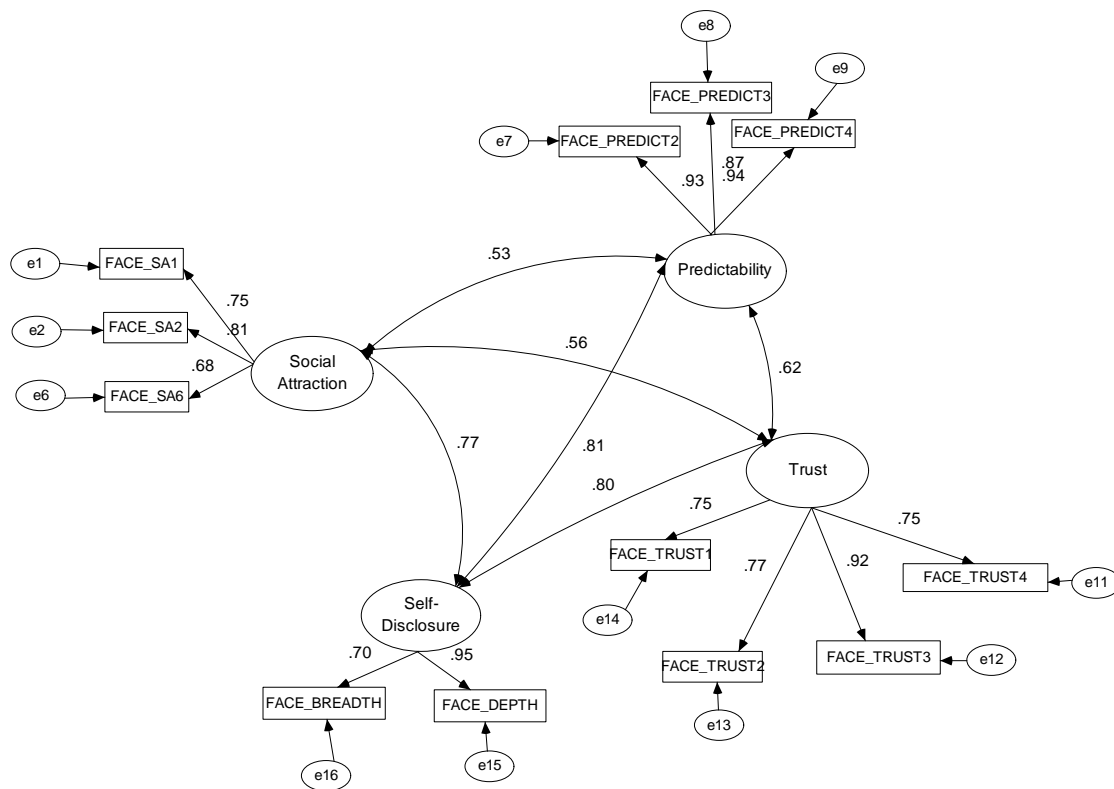 e8
e9
FACE_PREDICT3
FACE_PREDICT4
e7
FACE_PREDICT2
.87
.93
.94
e1
FACE_SA1
.53
Predictability
.75
e2
FACE_SA2
.81
.56
Social
Attraction
.68
.62
e6
FACE_SA6
.77
.81
Trust
.80
.75
.75
FACE_TRUST1
.77
.92
FACE_TRUST4
e11
Self-
Disclosure
e14
.70
.95
FACE_TRUST2
FACE_TRUST3
e12
FACE_BREADTH
FACE_DEPTH
e13
e16
e15